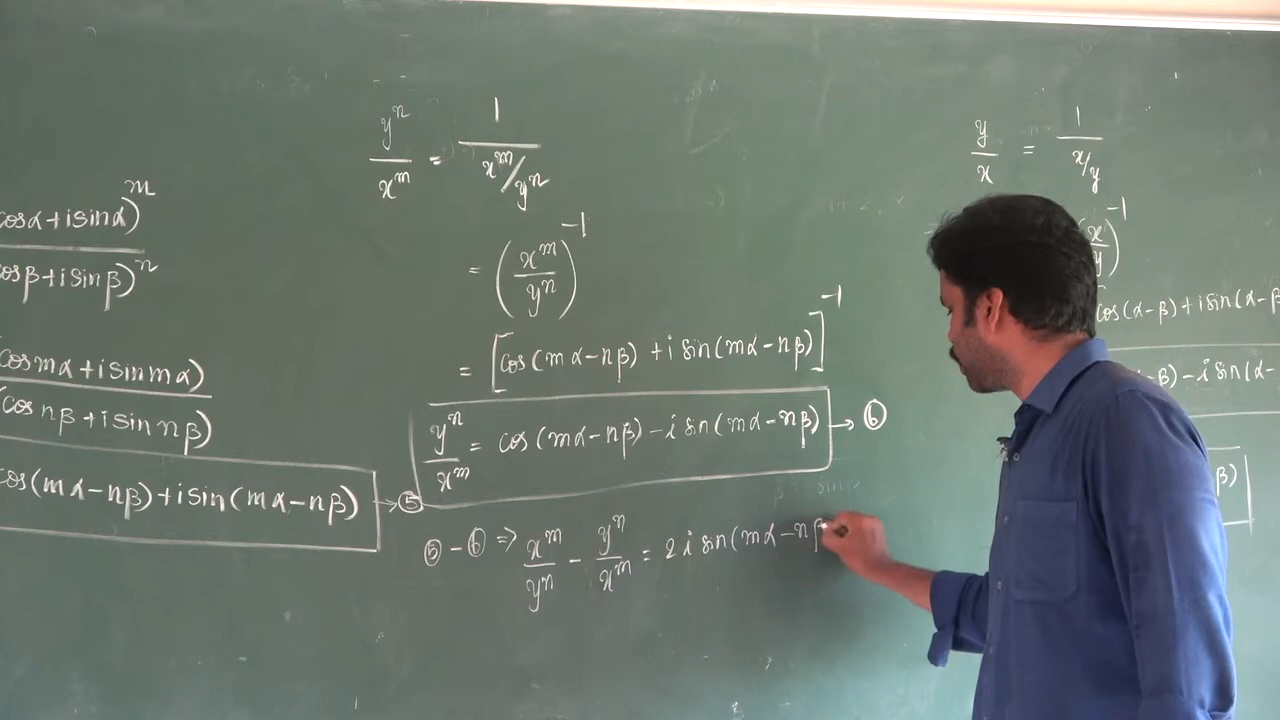 cosα + i sinα)^m
cosβ + i sin β)^n
cos mα + i sin mα)
(cos nβ + i sin nβ)
cos(mα − nβ) + i sin(mα − nβ) → ⑤
y^n/x^m = 1/(x^m/y^n)
= (x^m/y^n)^-1
= [cos(mα − nβ) + i sin(mα − nβ)]^-1
y^n/x^m = cos(mα − nβ) − i sin(mα − nβ) → ⑥
⑤ − ⑥ ⇒ x^m/y^n − y^n/x^m = 2 i sin(mα − nβ
y/x = 1/(x/y)
(x/y)^-1
cos(α − β) + i sin(α − β
− β) − i sin(α −
β)